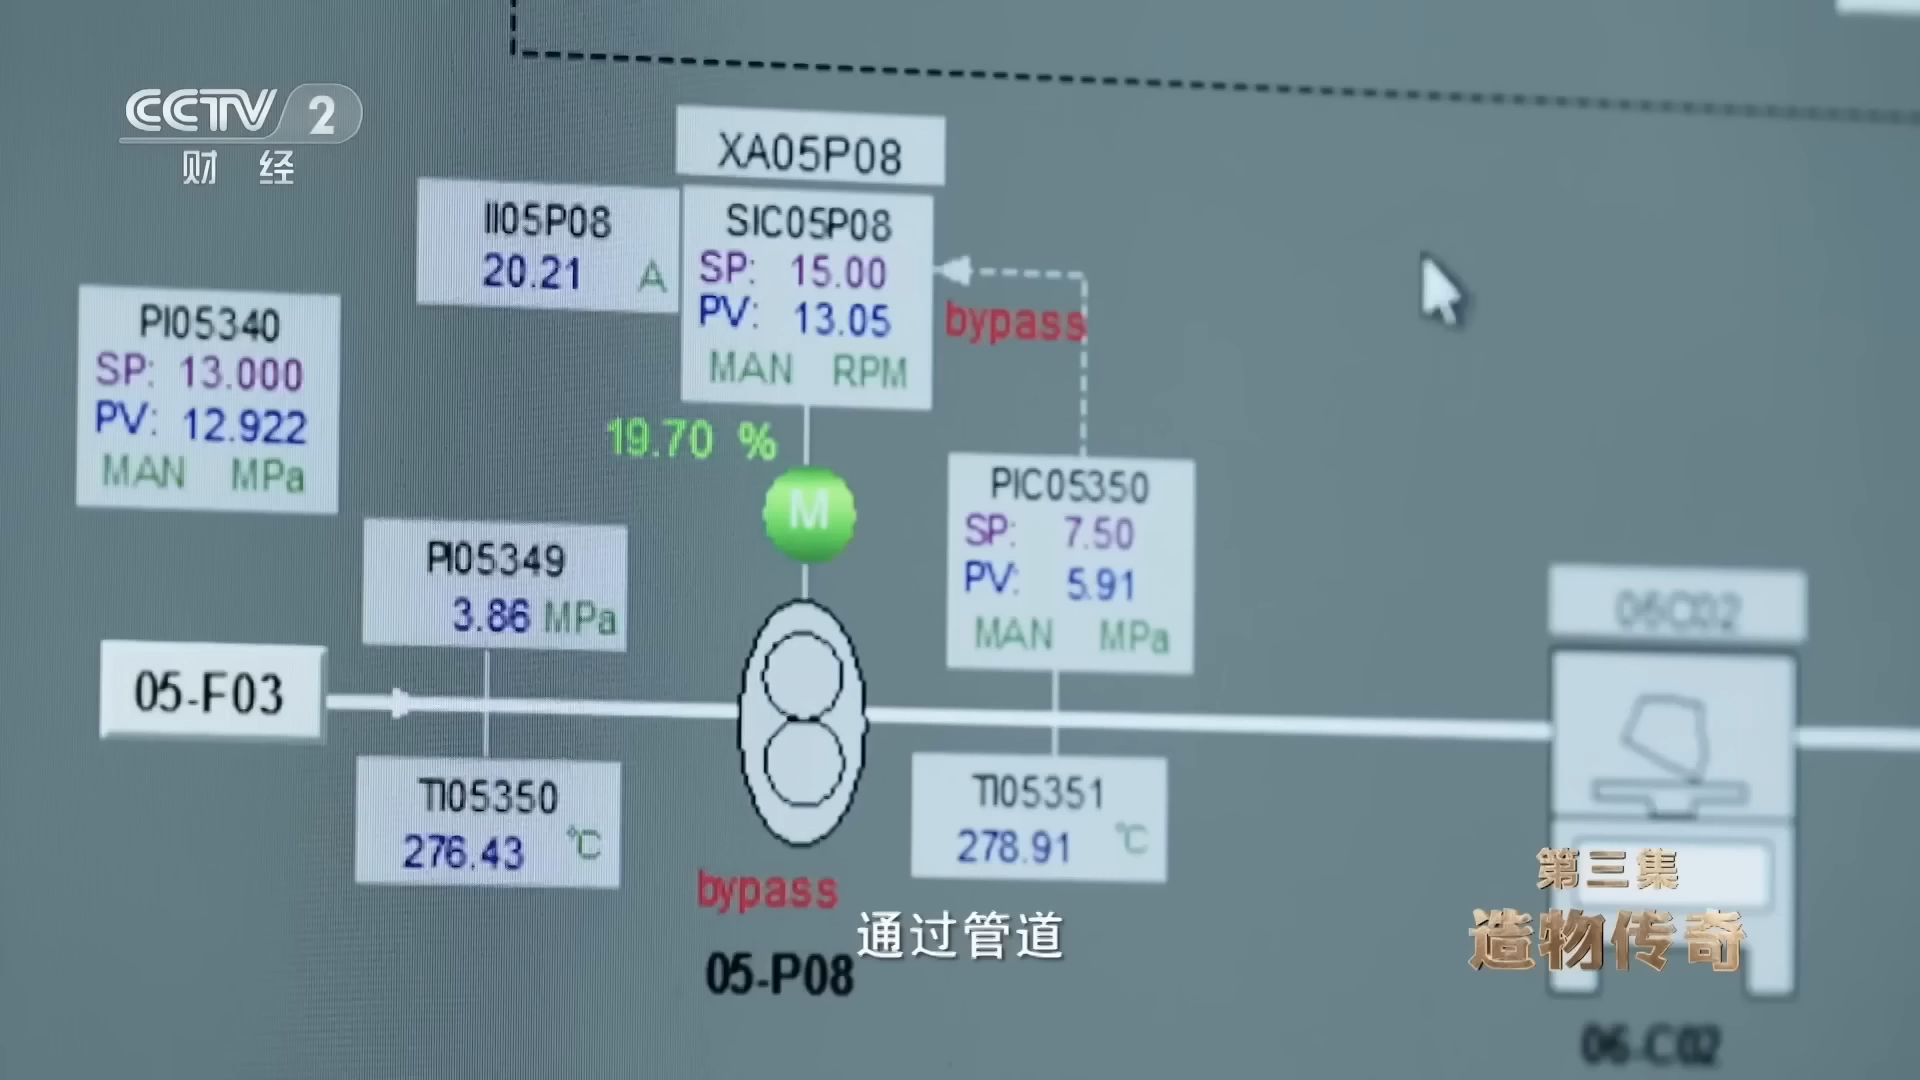 CCTV 2
财 经
XA05P08
II05P08
20.21 A
SIC05P08
SP: 15.00
PV: 13.05
MAN RPM
bypass
PI05340
SP: 13.000
PV: 12.922
MAN MPa
19.70 %
M
PIC05350
SP: 7.50
PV: 5.91
MAN MPa
PI05349
3.86 MPa
06C02
05-F03
TI05350
276.43 °C
TI05351
278.91 °C
bypass
05-P08
通过管道
第三集
造物传奇
06-C02